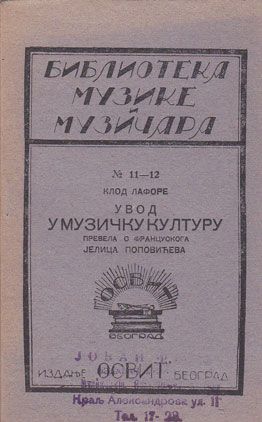 БИБЛИОТЕКА
МУЗИКЕ
И
МУЗИЧАРА
№ 11—12
КЛОД ЛАФОРЕ
УВОД
У МУЗИЧКУ КУЛТУРУ
ПРЕВЕЛА С ФРАНЦУСКОГА
ЈЕЛИЦА ПОПОВИЋЕВА
ОСВИТ
БЕОГРАД
ИЗДАЊЕ ОСВИТ БЕОГРАД
Краљ Александрова ул. 11
Тел. 17-28